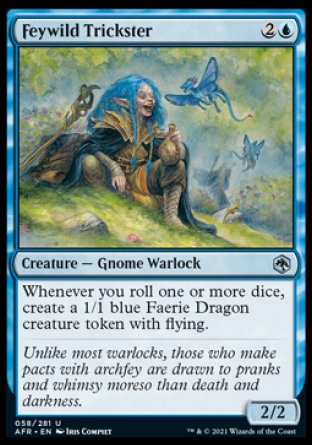 Feywild Trickster 2
Creature — Gnome Warlock
Whenever you roll one or more dice,
create a 1/1 blue Faerie Dragon
creature token with flying.
Unlike most warlocks, those who make
pacts with archfey are drawn to pranks
and whimsy moreso than death and
darkness.
2/2
058/281 U
AFR • EN Iris Compiet
™ & © 2021 Wizards of the Coast